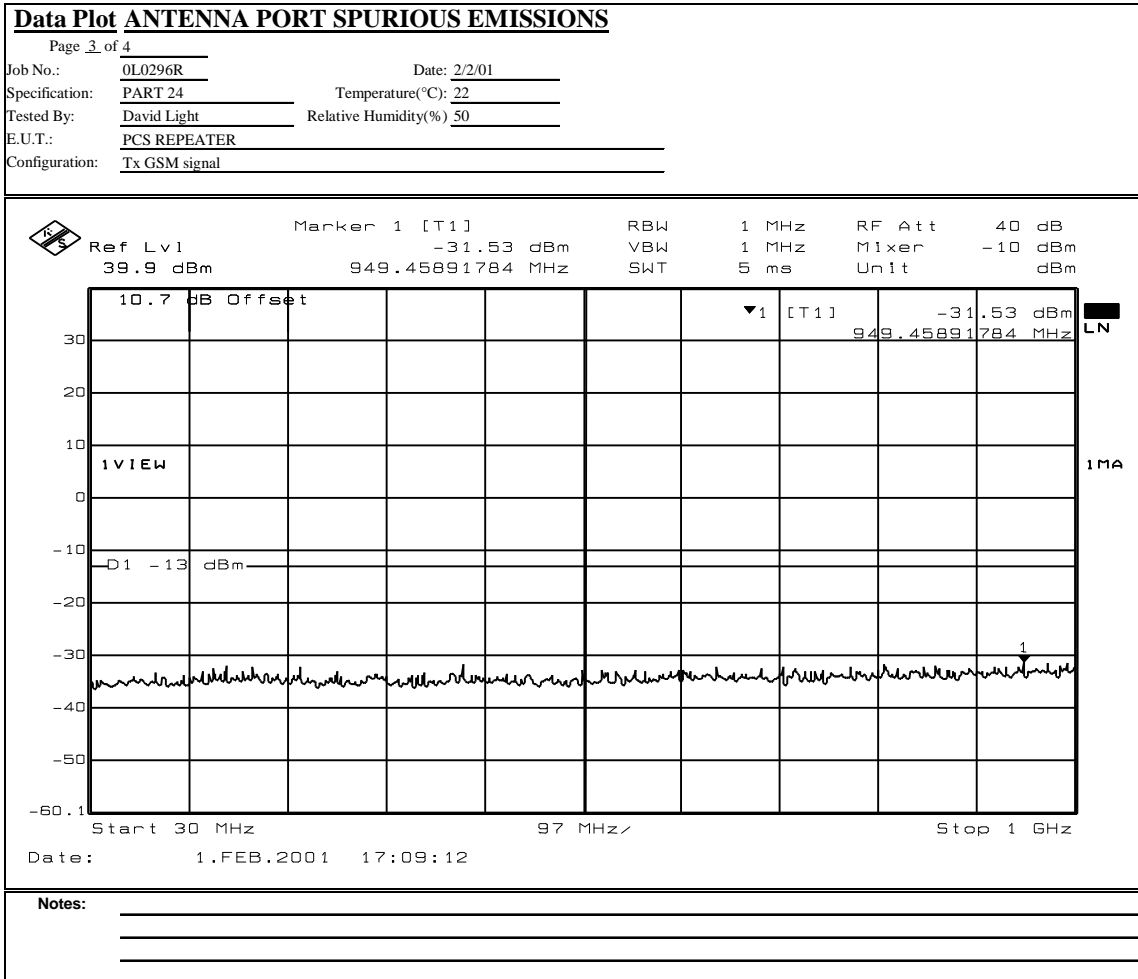 Data Plot ANTENNA PORT SPURIOUS EMISSIONS
Page 3 of 4
Job No.: 0L0296R Date: 2/2/01
Specification: PART 24 Temperature(°C): 22
Tested By: David Light Relative Humidity(%) 50
E.U.T.: PCS REPEATER
Configuration: Tx GSM signal
R S
Marker 1 [T1] RBW 1 MHz RF Att 40 dB
Ref Lvl -31.53 dBm VBW 1 MHz Mixer -10 dBm
39.9 dBm 949.45891784 MHz SWT 5 ms Unit dBm
10.7 dB Offset
1 [T1] -31.53 dBm
LN
949.45891784 MHz
30
20
10
1VIEW 1MA
0
-10
D1 -13 dBm
-20
-30
1
-40
-50
-60.1
Start 30 MHz 97 MHz/ Stop 1 GHz
Date: 1.FEB.2001 17:09:12
Notes: